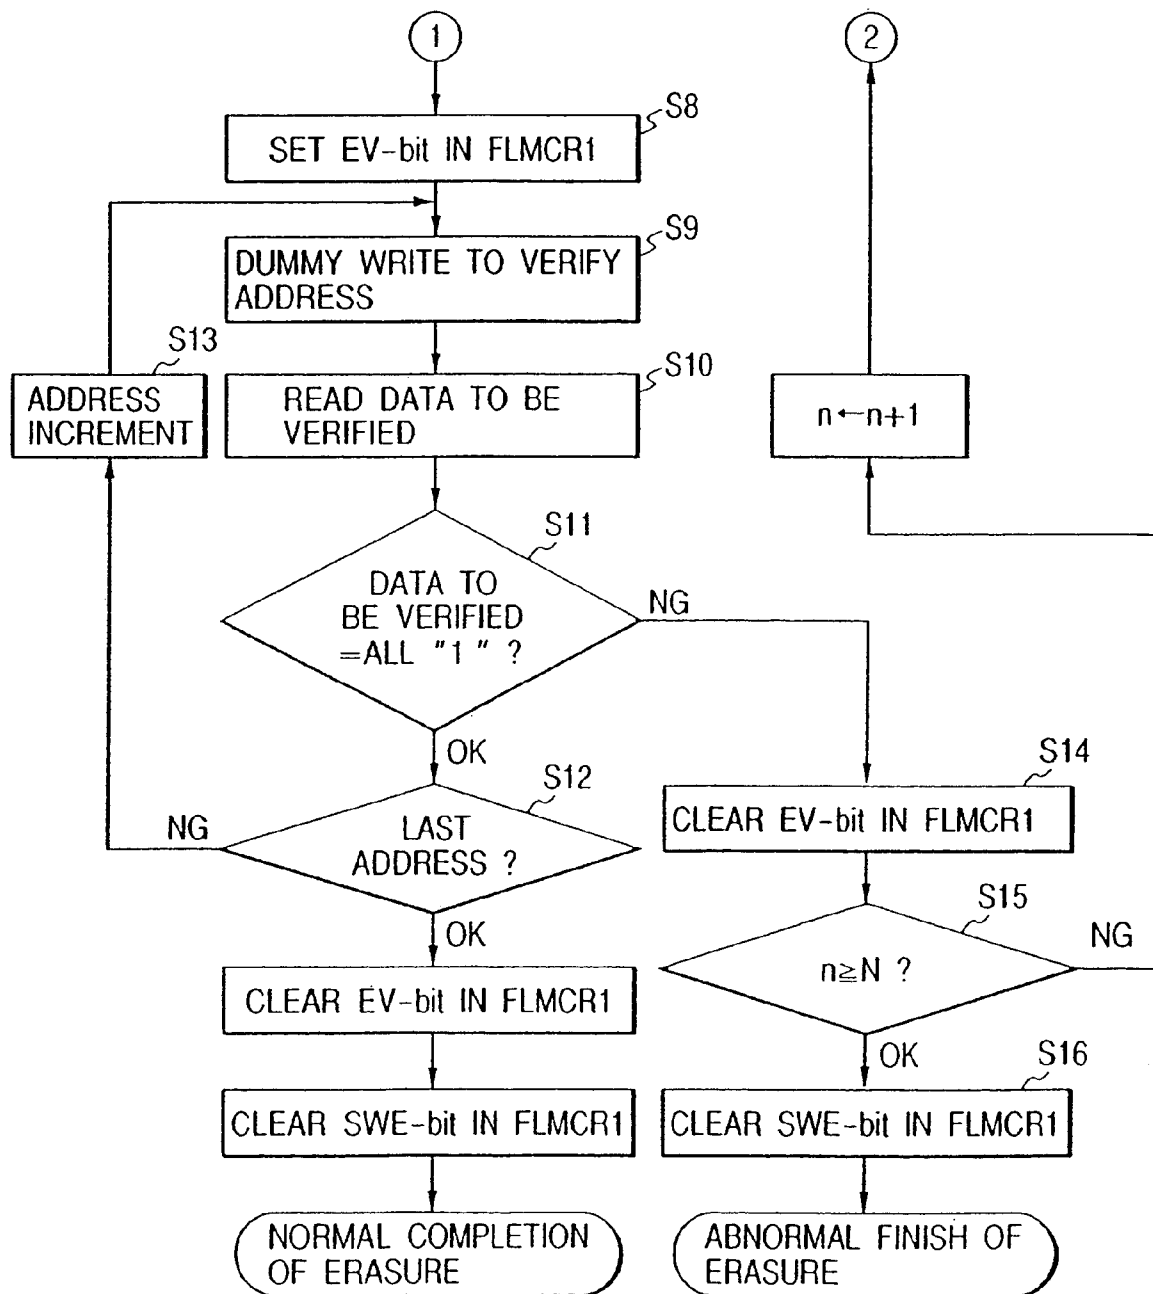 1
2
S8
SET EV-bit IN FLMCR1
S9
DUMMY WRITE TO VERIFY
ADDRESS
S13
ADDRESS
INCREMENT
S10
READ DATA TO BE
VERIFIED
n←n+1
S11
DATA TO
BE VERIFIED
=ALL "1" ?
NG
OK
S12
LAST
ADDRESS ?
NG
OK
S14
CLEAR EV-bit IN FLMCR1
S15
n≧N ?
NG
OK
CLEAR EV-bit IN FLMCR1
CLEAR SWE-bit IN FLMCR1
S16
CLEAR SWE-bit IN FLMCR1
NORMAL COMPLETION
OF ERASURE
ABNORMAL FINISH OF
ERASURE